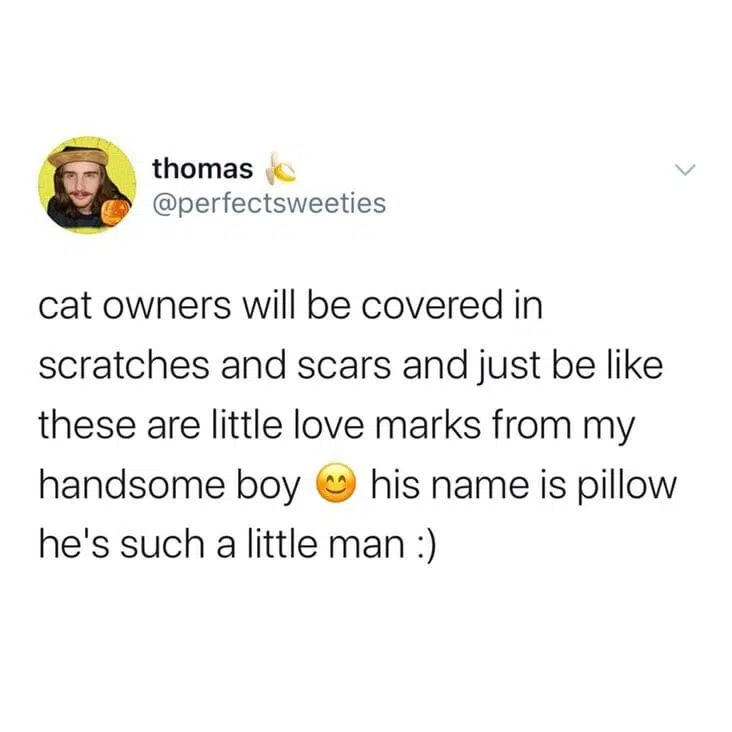 thomas 🍌
@perfectsweeties
cat owners will be covered in
scratches and scars and just be like
these are little love marks from my
handsome boy 😊 his name is pillow
he's such a little man :)